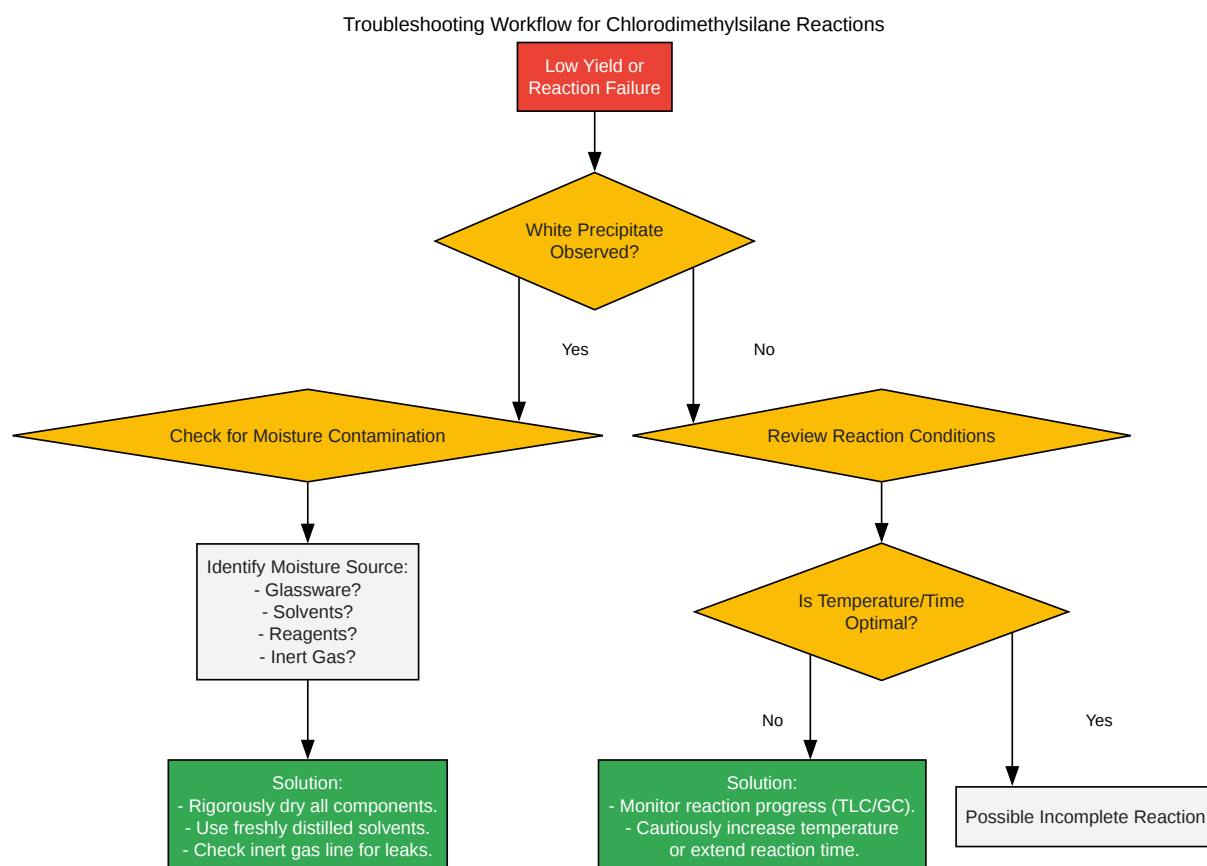 Troubleshooting Workflow for Chlorodimethylsilane Reactions
Low Yield or
Reaction Failure
White Precipitate
Observed?
Yes
No
Check for Moisture Contamination
Review Reaction Conditions
Identify Moisture Source:
- Glassware?
- Solvents?
- Reagents?
- Inert Gas?
Is Temperature/Time
Optimal?
No
Yes
Solution:
- Rigorously dry all components.
- Use freshly distilled solvents.
- Check inert gas line for leaks.
Solution:
- Monitor reaction progress (TLC/GC).
- Cautiously increase temperature
or extend reaction time.
Possible Incomplete Reaction